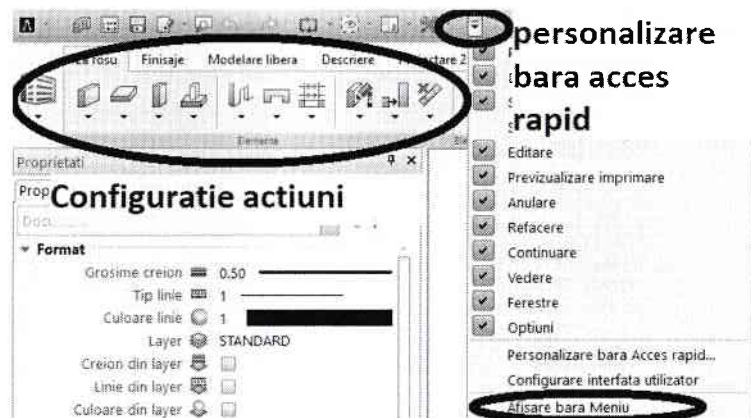 personalizare
bara acces
rapid
rosu Finisaje Modelare libera Descriere
Proprietati
Configuratie actiuni
Format
Grosime creion 0.50
Tip linie 1
Culoare linie 1
Layer STANDARD
Creion din layer
Linie din layer
Culoare din layer
Editare
Previzualizare imprimare
Anulare
Refacere
Continuare
Vedere
Ferestre
Optiuni
Personalizare bara Acces rapid...
Configurare interfata utilizator
Afisare bara Meniu